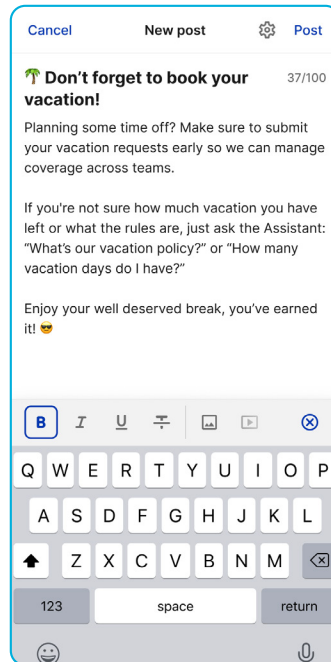 Cancel New post Post
🌴 Don’t forget to book your 37/100
vacation!
Planning some time off? Make sure to submit
your vacation requests early so we can manage
coverage across teams.
If you're not sure how much vacation you have
left or what the rules are, just ask the Assistant:
“What’s our vacation policy?” or “How many
vacation days do I have?”
Enjoy your well deserved break, you’ve earned
it! 😎
B I U T
Q W E R T Y U I O P
A S D F G H J K L
Z X C V B N M
123 space return